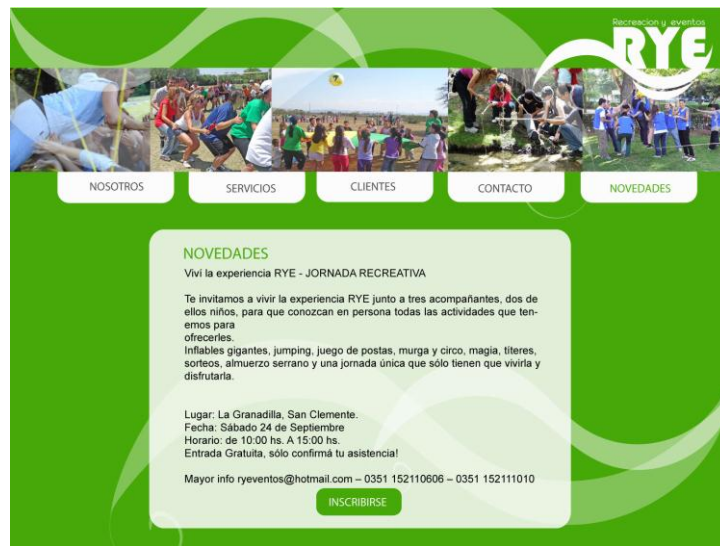 Recreacion y eventos
RYE
NOSOTROS
SERVICIOS
CLIENTES
CONTACTO
NOVEDADES
NOVEDADES
Viví la experiencia RYE - JORNADA RECREATIVA
Te invitamos a vivir la experiencia RYE junto a tres acompañantes, dos de
ellos niños, para que conozcan en persona todas las actividades que ten-
emos para
ofrecerles.
Inflables gigantes, jumping, juego de postas, murga y circo, magia, títeres,
sorteos, almuerzo serrano y una jornada única que sólo tienen que vivirla y
disfrutarla.
Lugar: La Granadilla, San Clemente.
Fecha: Sábado 24 de Septiembre
Horario: de 10:00 hs. A 15:00 hs.
Entrada Gratuita, sólo confirmá tu asistencia!
Mayor info ryeventos@hotmail.com – 0351 152110606 – 0351 152111010
INSCRIBIRSE